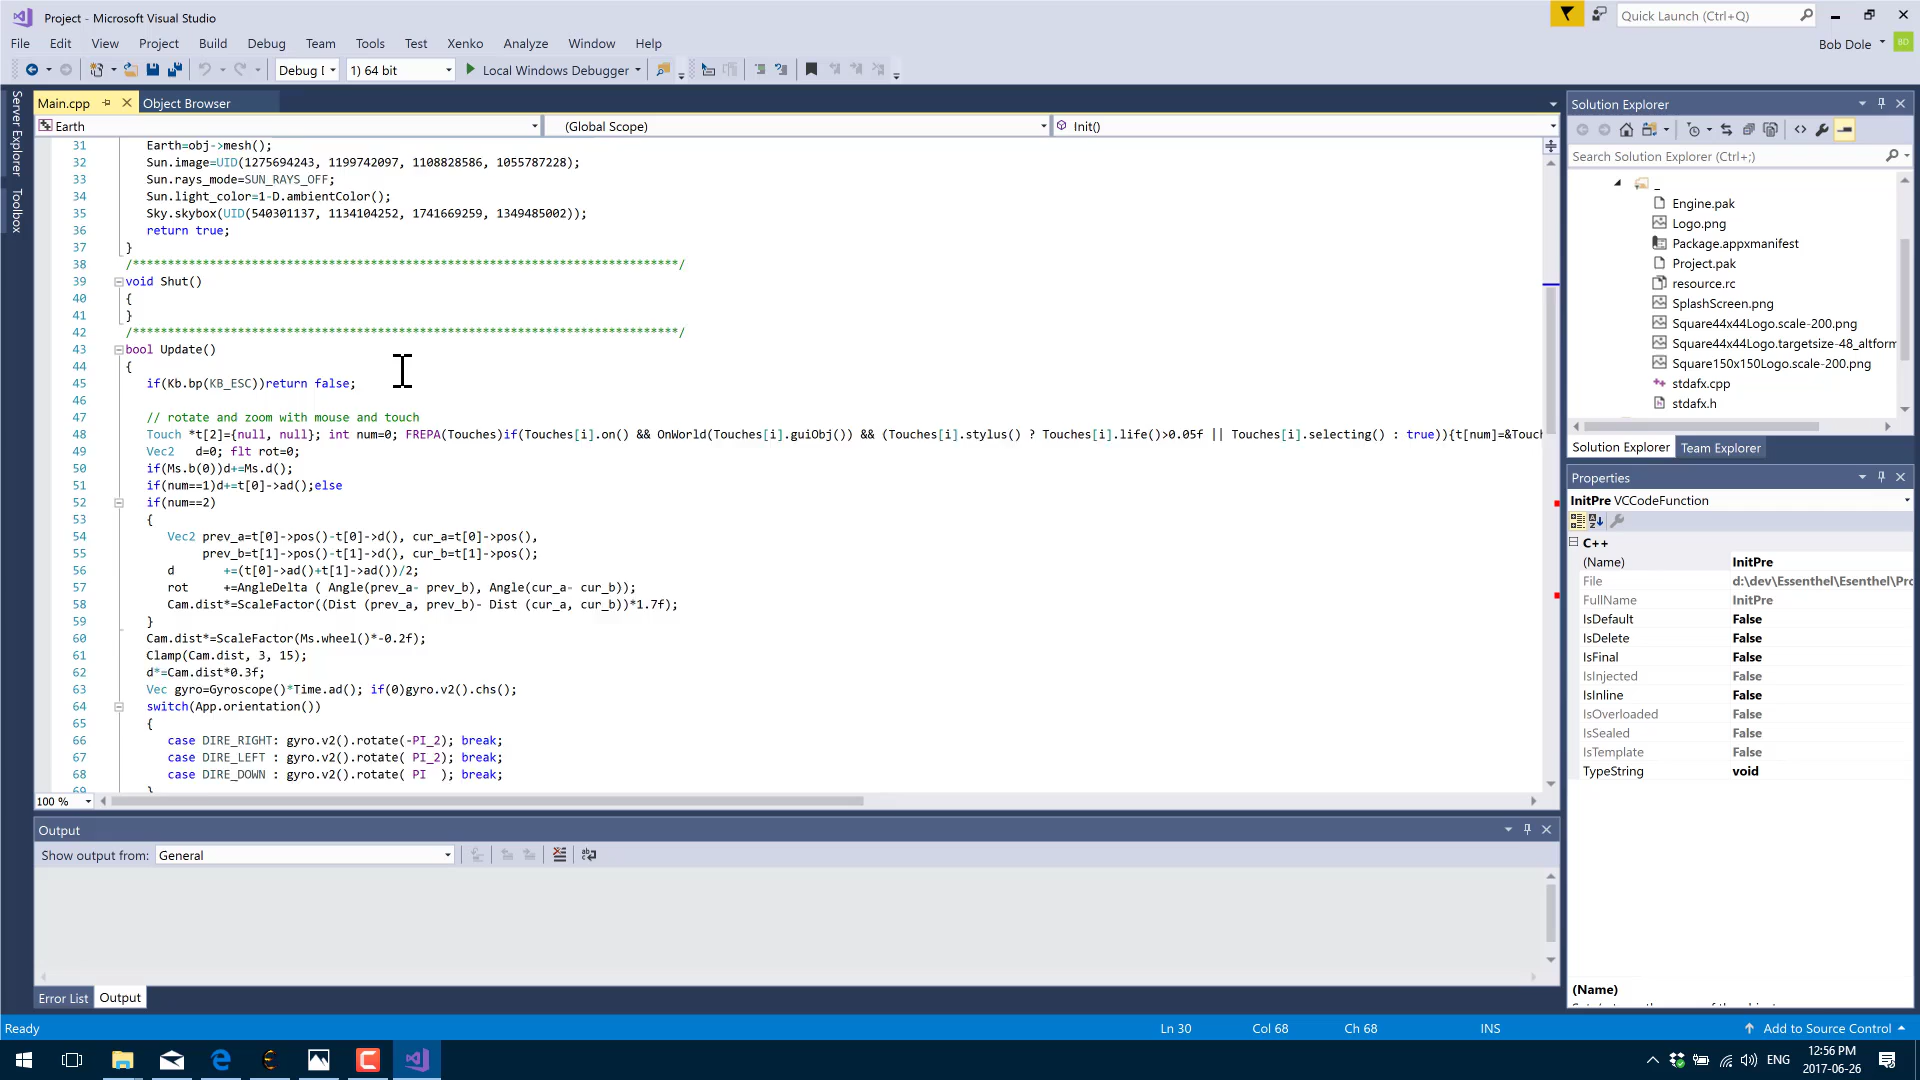 Project - Microsoft Visual Studio
Quick Launch (Ctrl+Q)
File Edit View Project Build Debug Team Tools Test Xenko Analyze Window Help
Bob Dole BD
Debug [ 1) 64 bit Local Windows Debugger
Server Explorer
Toolbox
Main.cpp Object Browser
Earth (Global Scope) Init()
31 Earth=obj->mesh();
32 Sun.image=UID(1275694243, 1199742097, 1108828586, 1055787228);
33 Sun.rays_mode=SUN_RAYS_OFF;
34 Sun.light_color=1-D.ambientColor();
35 Sky.skybox(UID(540301137, 1134104252, 1741669259, 1349485002));
36 return true;
37 }
38 /******************************************************************************/
39 void Shut()
40 {
41 }
42 /******************************************************************************/
43 bool Update()
44 {
45 if(Kb.bp(KB_ESC))return false;
46
47 // rotate and zoom with mouse and touch
48 Touch *t[2]={null, null}; int num=0; FREPA(Touches)if(Touches[i].on() && OnWorld(Touches[i].guiObj()) && (Touches[i].stylus() ? Touches[i].life()>0.05f || Touches[i].selecting() : true)){t[num]=&Touch
49 Vec2 d=0; flt rot=0;
50 if(Ms.b(0))d+=Ms.d();
51 if(num==1)d+=t[0]->ad();else
52 if(num==2)
53 {
54 Vec2 prev_a=t[0]->pos()-t[0]->d(), cur_a=t[0]->pos(),
55 prev_b=t[1]->pos()-t[1]->d(), cur_b=t[1]->pos();
56 d +=(t[0]->ad()+t[1]->ad())/2;
57 rot +=AngleDelta ( Angle(prev_a- prev_b), Angle(cur_a- cur_b));
58 Cam.dist*=ScaleFactor((Dist (prev_a, prev_b)- Dist (cur_a, cur_b))*1.7f);
59 }
60 Cam.dist*=ScaleFactor(Ms.wheel()*-0.2f);
61 Clamp(Cam.dist, 3, 15);
62 d*=Cam.dist*0.3f;
63 Vec gyro=Gyroscope()*Time.ad(); if(0)gyro.v2().chs();
64 switch(App.orientation())
65 {
66 case DIRE_RIGHT: gyro.v2().rotate(-PI_2); break;
67 case DIRE_LEFT : gyro.v2().rotate( PI_2); break;
68 case DIRE_DOWN : gyro.v2().rotate( PI ); break;
69 }
100 %
Output
Show output from: General
Error List Output
Solution Explorer
Search Solution Explorer (Ctrl+;)
_
Engine.pak
Logo.png
Package.appxmanifest
Project.pak
resource.rc
SplashScreen.png
Square44x44Logo.scale-200.png
Square44x44Logo.targetsize-48_altform
Square150x150Logo.scale-200.png
stdafx.cpp
stdafx.h
Solution Explorer Team Explorer
Properties
InitPre VCCodeFunction
C++
(Name) InitPre
File d:\dev\Essenthel\Esenthel\Pro
FullName InitPre
IsDefault False
IsDelete False
IsFinal False
IsInjected False
IsInline False
IsOverloaded False
IsSealed False
IsTemplate False
TypeString void
(Name)
Ready Ln 30 Col 68 Ch 68 INS Add to Source Control
ENG 12:56 PM
2017-06-26